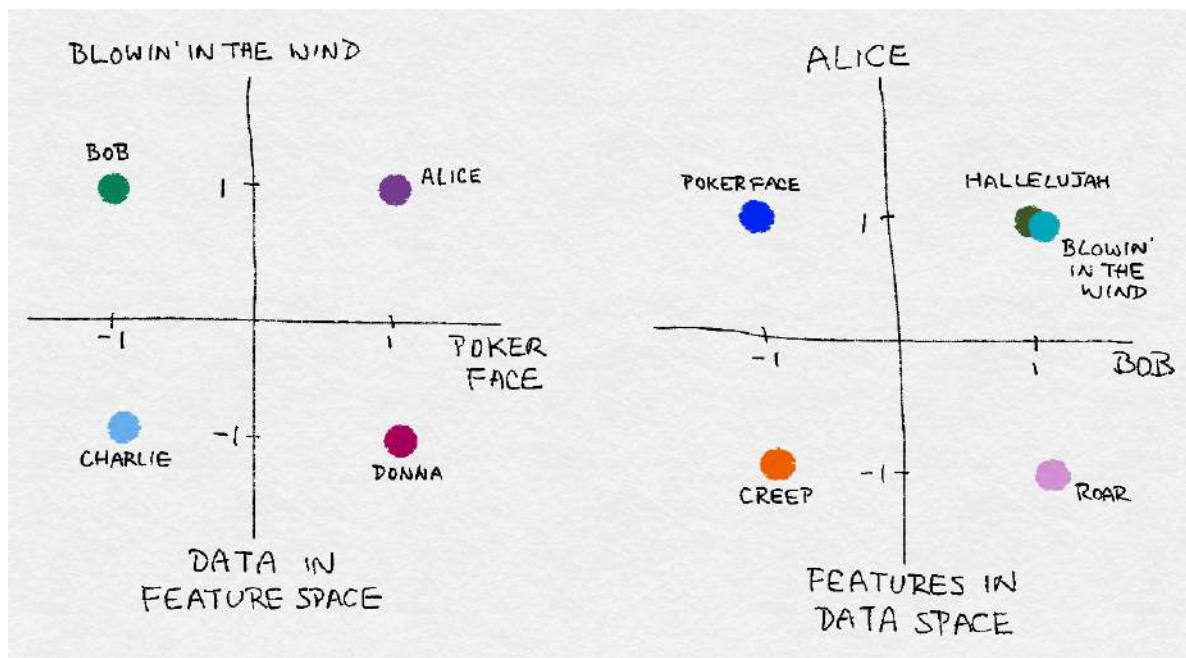 BLOWIN' IN THE WIND
BOB
1
ALICE
-1
1
POKER
FACE
-1
CHARLIE
DONNA
DATA IN
FEATURE SPACE
ALICE
POKERFACE
HALLELUJAH
1
BLOWIN'
IN THE
WIND
-1
1
BOB
-1
CREEP
ROAR
FEATURES IN
DATA SPACE